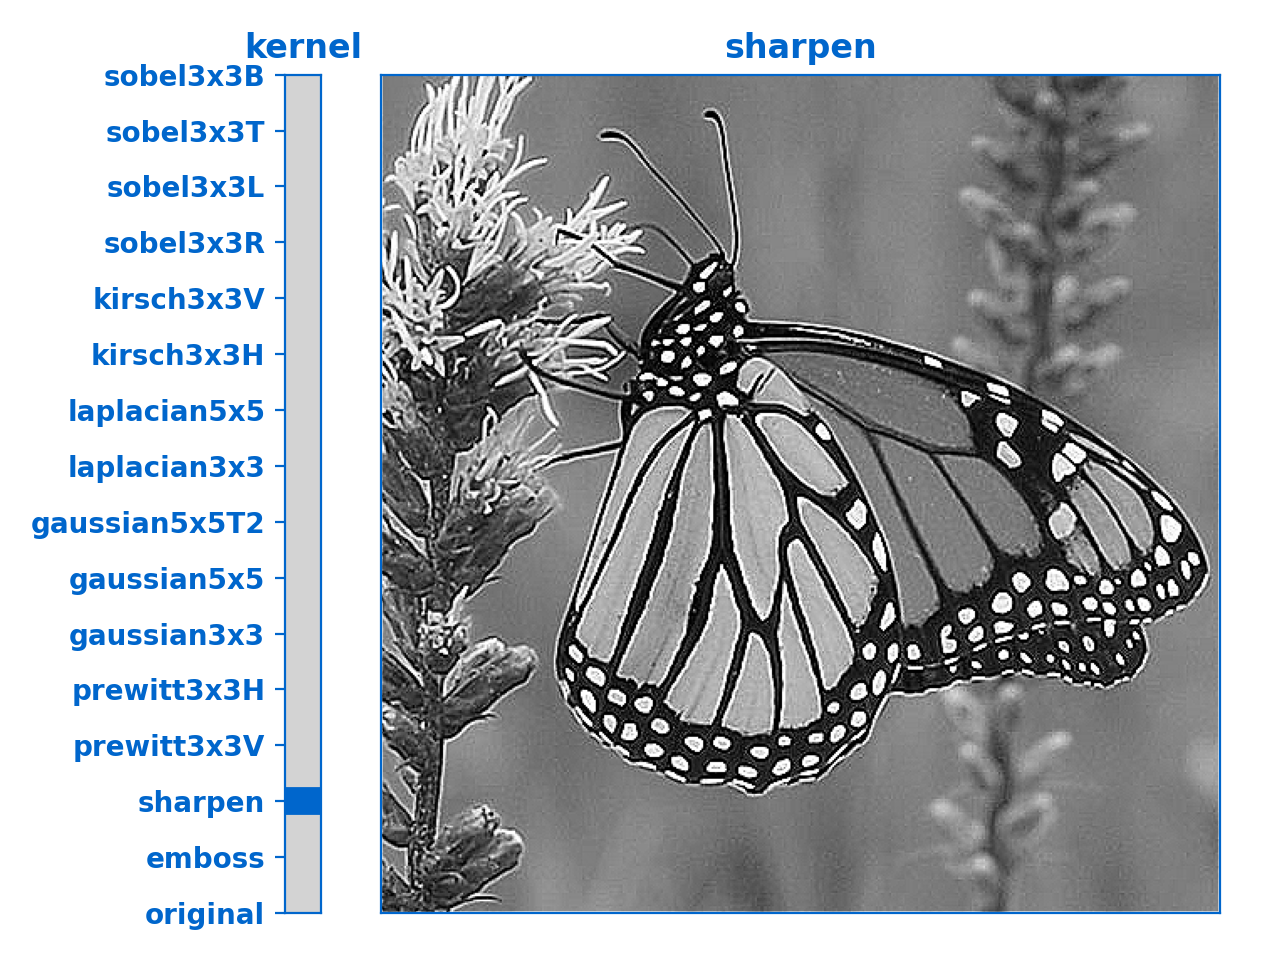 kernel
sharpen
sobel3x3B
sobel3x3T
sobel3x3L
sobel3x3R
kirsch3x3V
kirsch3x3H
laplacian5x5
laplacian3x3
gaussian5x5T2
gaussian5x5
gaussian3x3
prewitt3x3H
prewitt3x3V
sharpen
emboss
original